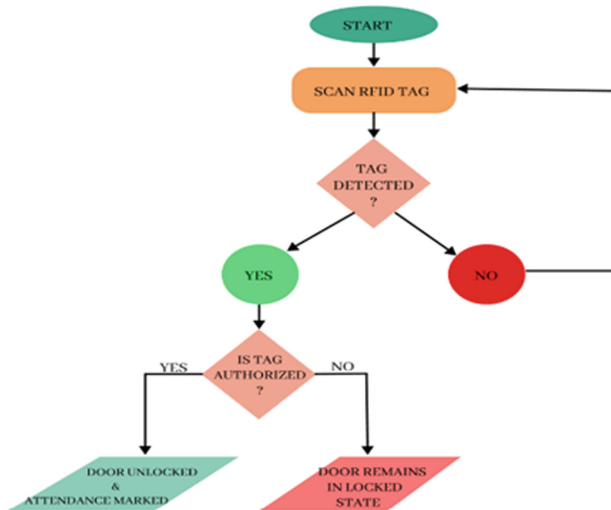 START
SCAN RFID TAG
TAG
DETECTED
?
YES
NO
IS TAG
AUTHORIZED
?
YES
NO
DOOR UNLOCKED
&
ATTENDANCE MARKED
DOOR REMAINS
IN LOCKED
STATE